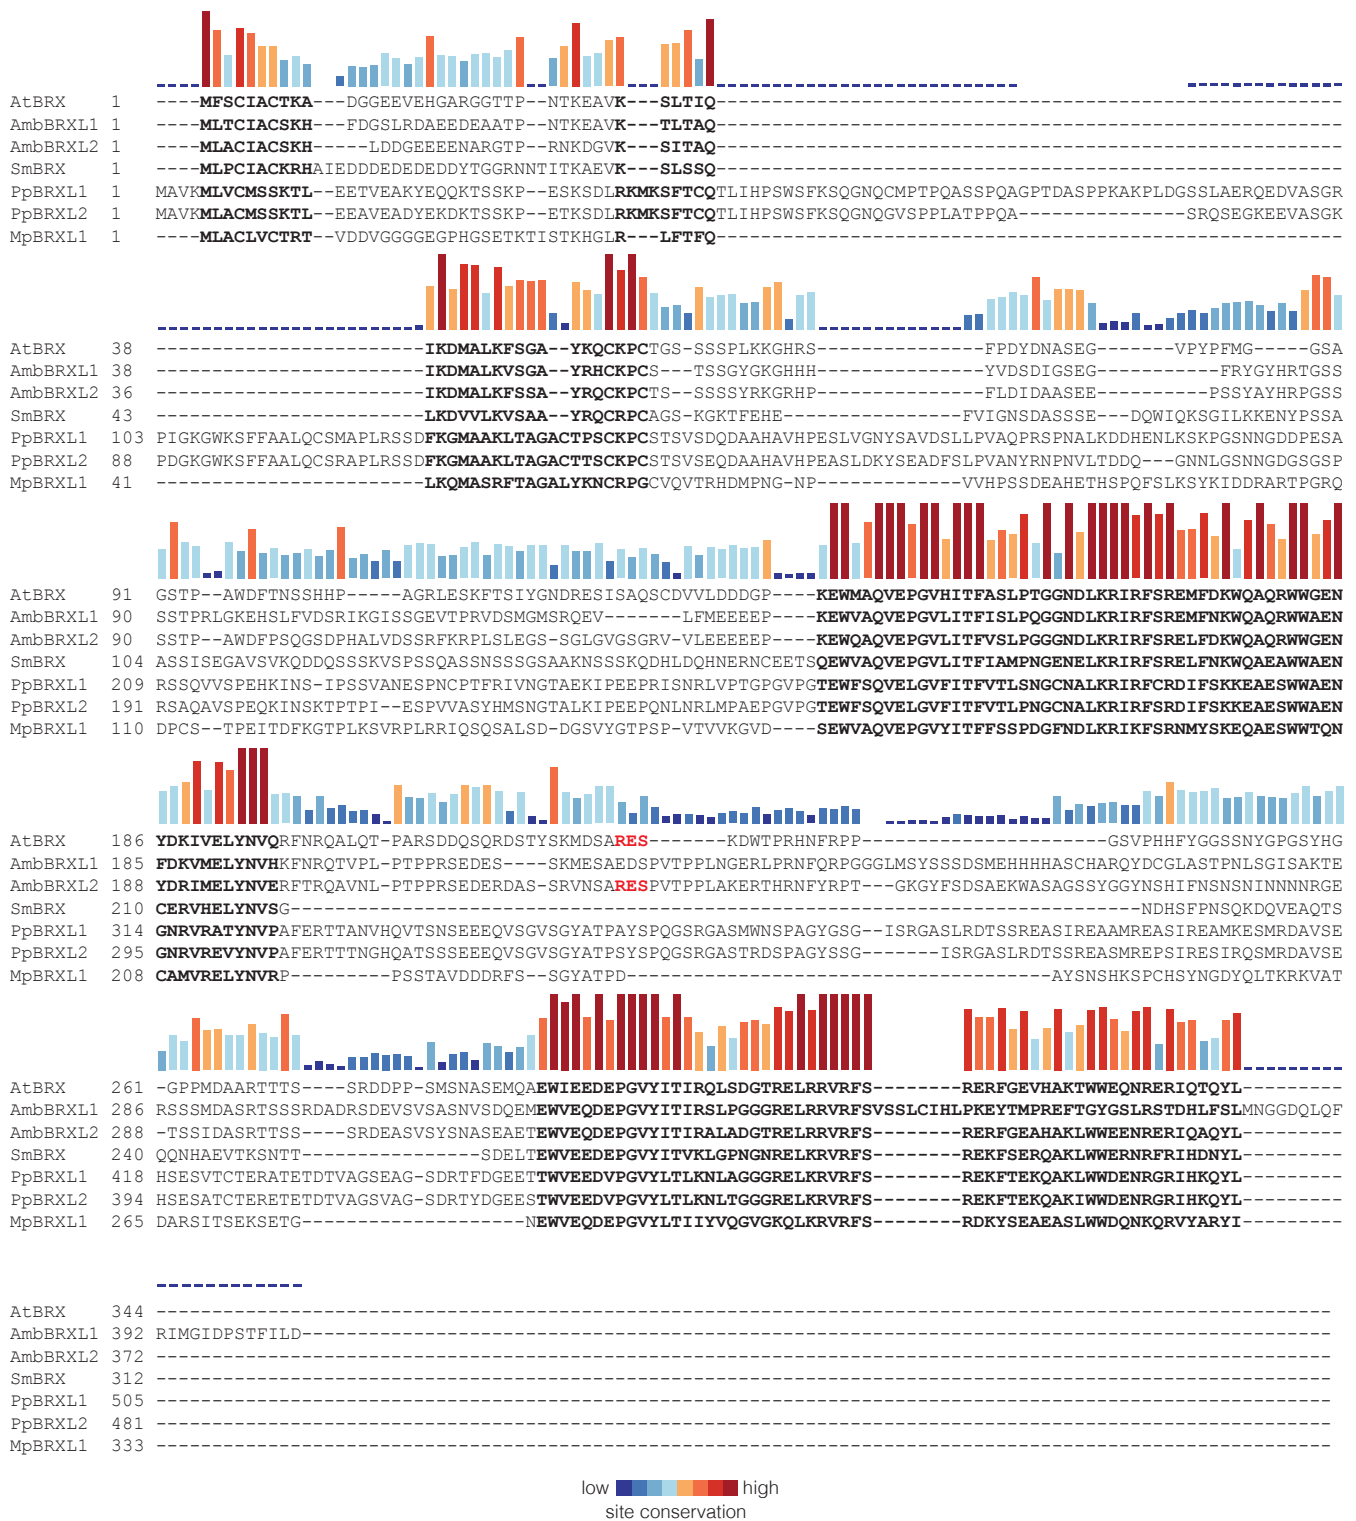 AtBRX 1 ----MFSCIACTKA---DGGEEVEHGARGGTTP--NTKEAVK---SLTIQ--------------------------------------------------------
AmbBRXL1 1 ----MLTCIACSKH---FDGSLRDAEEDEAATP--NTKEAVK---TLTAQ--------------------------------------------------------
AmbBRXL2 1 ----MLACIACSKH-----LDDGEEEENARGTP--RNKDGVK---SITAQ--------------------------------------------------------
SmBRX 1 ----MLPCIACKRHAIEDDDEDEDEDDYTGGRNNTITKAEVK---SLSSQ--------------------------------------------------------
PpBRXL1 1 MAVKMLVCMSSKTL--EETVEAKYEQQKTSSKP--ESKSDLRKMKSFTCQTLIHPSWSFKSQGNQCMPTPQASSPQAGPTDASPPKAKPLDGSSLAERQEDVASGR
PpBRXL2 1 MAVKMLACMSSKTL--EEAVEADYEKDKTSSKP--ETKSDLRKMKSFTCQTLIHPSWSFKSQGNQGVSPPLATPPQA---------------SRQSEGKEEVASGK
MpBRXL1 1 ----MLACLVCTRT--VDDVGGGGEGPHGSETKTISTKHGLR---LFTFQ--------------------------------------------------------
AtBRX 38 ------------------------IKDMALKFSGA--YKQCKPCTGS-SSSPLKKGHRS-------------FPDYDNASEG-------VPYPFMG-----GSA
AmbBRXL1 38 ------------------------IKDMALKVSGA--YRHCKPCS---TSSSGYGKGHHH-------------YVDSDIGSEG-------FRYGYHRTGSS
AmbBRXL2 36 ------------------------IKDMALKFSSA--YRQCKPCTS--SSSYRKGRHP-------------FLDIDAASEE-------PSSYAYHRPGSS
SmBRX 43 ------------------------LKDVVLKVSAA--YRQCRPCAGS-KGKTFEHE----------------FVIGNSDASSSE---DQWIQKSGILKKENYPSSA
PpBRXL1 103 PIGKGWKSFFAALQCSMAPLRSSDFKGMAAKLTAGACTPSCKPCSTSVSDQDAAHAVHPESLVGNYSAVDSLLPVAQPRSPNALKDDHENLKSKPGSNNGDDPESA
PpBRXL2 88 PDGKGWKSFFAALQCSRAPLRSSDFKGMAAKLTAGACTTSCKPCSTSVSEQDAAHAVHPEASLDKYSEADFSLPVANYRNPNVLTDDQ---GNNLGSNNGDGSGSP
MpBRXL1 41 ------------------------LKQMASRFTAGALYKNCRPGCVQVTRHDMPNG-NP-------------VVHPSSDEAHETHSPQFSLKSYKIDDRARTPGRQ
AtBRX 91 GSTP--AWDFTNSSHHP-----AGRLESKFTSIYGNDRESISAQSCDVVLDDDGP----KEWMAQVEPGVHITFASLPTGGNDLKRIRFSREMFDKWQAQRWWGEN
AmbBRXL1 90 SSTPRLGKEHSLFVDSRIKGISSGEVTPRVDSMGMSRQEV-------LFMEEEEP----KEWVAQVEPGVLITFISLPQGGNDLKRIRFSREMFNKWQAQRWWAEN
AmbBRXL2 90 SSTP--AWDFPSQGSDPHALVDSSRFKRPLSLEGS-SGLGVGSGRV-VLEEEEEP----KEWQAQVEPGVLITFVSLPGGGNDLKRIRFSRELFDKWQAQRWWGEN
SmBRX 104 ASSISEGAVSVKQDDQSSSKVSPSSQASSNSSSGSAAKNSSSKQDHLDQHNERNCEETSQEWVAQVEPGVLITFIAMPNGENELKRIRFSRELFNKWQAEAWWAEN
PpBRXL1 209 RSSQVVSPEHKINS-IPSSVANESPNCPTFRIVNGTAEKIPEEPRISNRLVPTGPGVPGTEWFSQVELGVFITFVTLSNGCNALKRIRFCRDIFSKKEAESWWAEN
PpBRXL2 191 RSAQAVSPEQKINSKTPTPI--ESPVVASYHMSNGTALKIPEEPQNLNRLMPAEPGVPGTEWFSQVELGVFITFVTLPNGCNALKRIRFSRDIFSKKEAESWWAEN
MpBRXL1 110 DPCS--TPEITDFKGTPLKSVRPLRRIQSQSALSD-DGSVYGTPSP-VTVVKGVD----SEWVAQVEPGVYITFFSSPDGFNDLKRIKFSRNMYSKEQAESWWTQN
AtBRX 186 YDKIVELYNVQRFNRQALQT-PARSDDQSQRDSTYSKMDSARES-------KDWTPRHNFRPP----------------------GSVPHHFYGGSSNYGPGSYHG
AmbBRXL1 185 FDKVMELYNVHKFNRQTVPL-PTPPRSEDES---SKMESAEDSPVTPPLNGERLPRNFQRPGGGLMSYSSSDSMEHHHHASCHARQYDCGLASTPNLSGISAKTE
AmbBRXL2 188 YDRIMELYNVERFTRQAVNL-PTPPRSEDERDAS-SRVNSARESPVTPPLAKERTHRNFYRPT---GKGYFSDSAEKWASAGSSYGGYNSHIFNSNSNINNNNRGE
SmBRX 210 CERVHELYNVSG----------------------------------------------------------------------------NDHSFPNSQKDQVEAQTS
PpBRXL1 314 GNRVRATYNVPAFERTTANVHQVTSNSEEEQVSGVSGYATPAYSPQGSRGASMWNSPAGYGSG--ISRGASLRDTSSREASIREAAMREASIREAMKESMRDAVSE
PpBRXL2 295 GNRVREVYNVPAFERTTTNGHQATSSNSEEEQVSGVSGYATPSYSPQGSRGASTRDSPAGYSSG-------ISRGASLRDTSSREASMREPSIRESIRQSMRDAVSE
MpBRXL1 208 CAMVRELYNVRP----------PSSTAVDDDRFS--SGYATPD--------------------------------------AYSNSHKSPCHSYNGDYQLTKRKVAT
AtBRX 261 -GPPMDAARTTTS----SRDDPP-SMSNASEMQAEWIEEDEPGVYITIRQLSDGTRELRRVRFS--------RERFGEVHAKTWWEQNRERIQTQYL---------
AmbBRXL1 286 RSSSMDASRTSSSRDADRSDEVSVSASNVSDQEMEWVEQDEPGVYITIRSLPGGGRELRRVRFSVSSLCIHLPKEYTMPREFTGYGSLRSTDHLFSLMNGGDQLQF
AmbBRXL2 288 -TSSIDASRTTSS----SRDEASVSYSNASEAETEWVEQDEPGVYITIRALADGTRELRRVRFS--------RERFGEAHAKLWWEENRERIQAQYL---------
SmBRX 240 QQNHAEVTKSNTT----------------SDELTEWVEEDEPGVYITVKLGPNGNRELKRVRFS--------REKFSERQAKLWWERNRFRIHDNYL---------
PpBRXL1 418 HSESVTCTERATETDTVAGSEAG-SDRTFDGEETTWVEEDVPGVYLTLKNLAGGRELKRVRFS--------REKFTEKQAKLWWDENRGRIHKQYL---------
PpBRXL2 394 HSESATCTERETETDTVAGSVAG-SDRTYDGEESTWVEEDVPGVYLTLKNLTGGGRELKRVRFS--------REKFTEKQAKIWWDENRGRIHKQYL---------
MpBRXL1 265 DARSITSEKSETG--------------------NEWVEQDEPGVYLTIIYVQGVGKQLKRVRFS--------RDKYSEAEASLWWDQNKQRVYARYI---------
AtBRX 344 ----------------------------------------------------------------------------------------------------------
AmbBRXL1 392 RIMGIDPSTFILD---------------------------------------------------------------------------------------------
AmbBRXL2 372 ----------------------------------------------------------------------------------------------------------
SmBRX 312 ----------------------------------------------------------------------------------------------------------
PpBRXL1 505 ----------------------------------------------------------------------------------------------------------
PpBRXL2 481 ----------------------------------------------------------------------------------------------------------
MpBRXL1 333 ----------------------------------------------------------------------------------------------------------
low high
site conservation